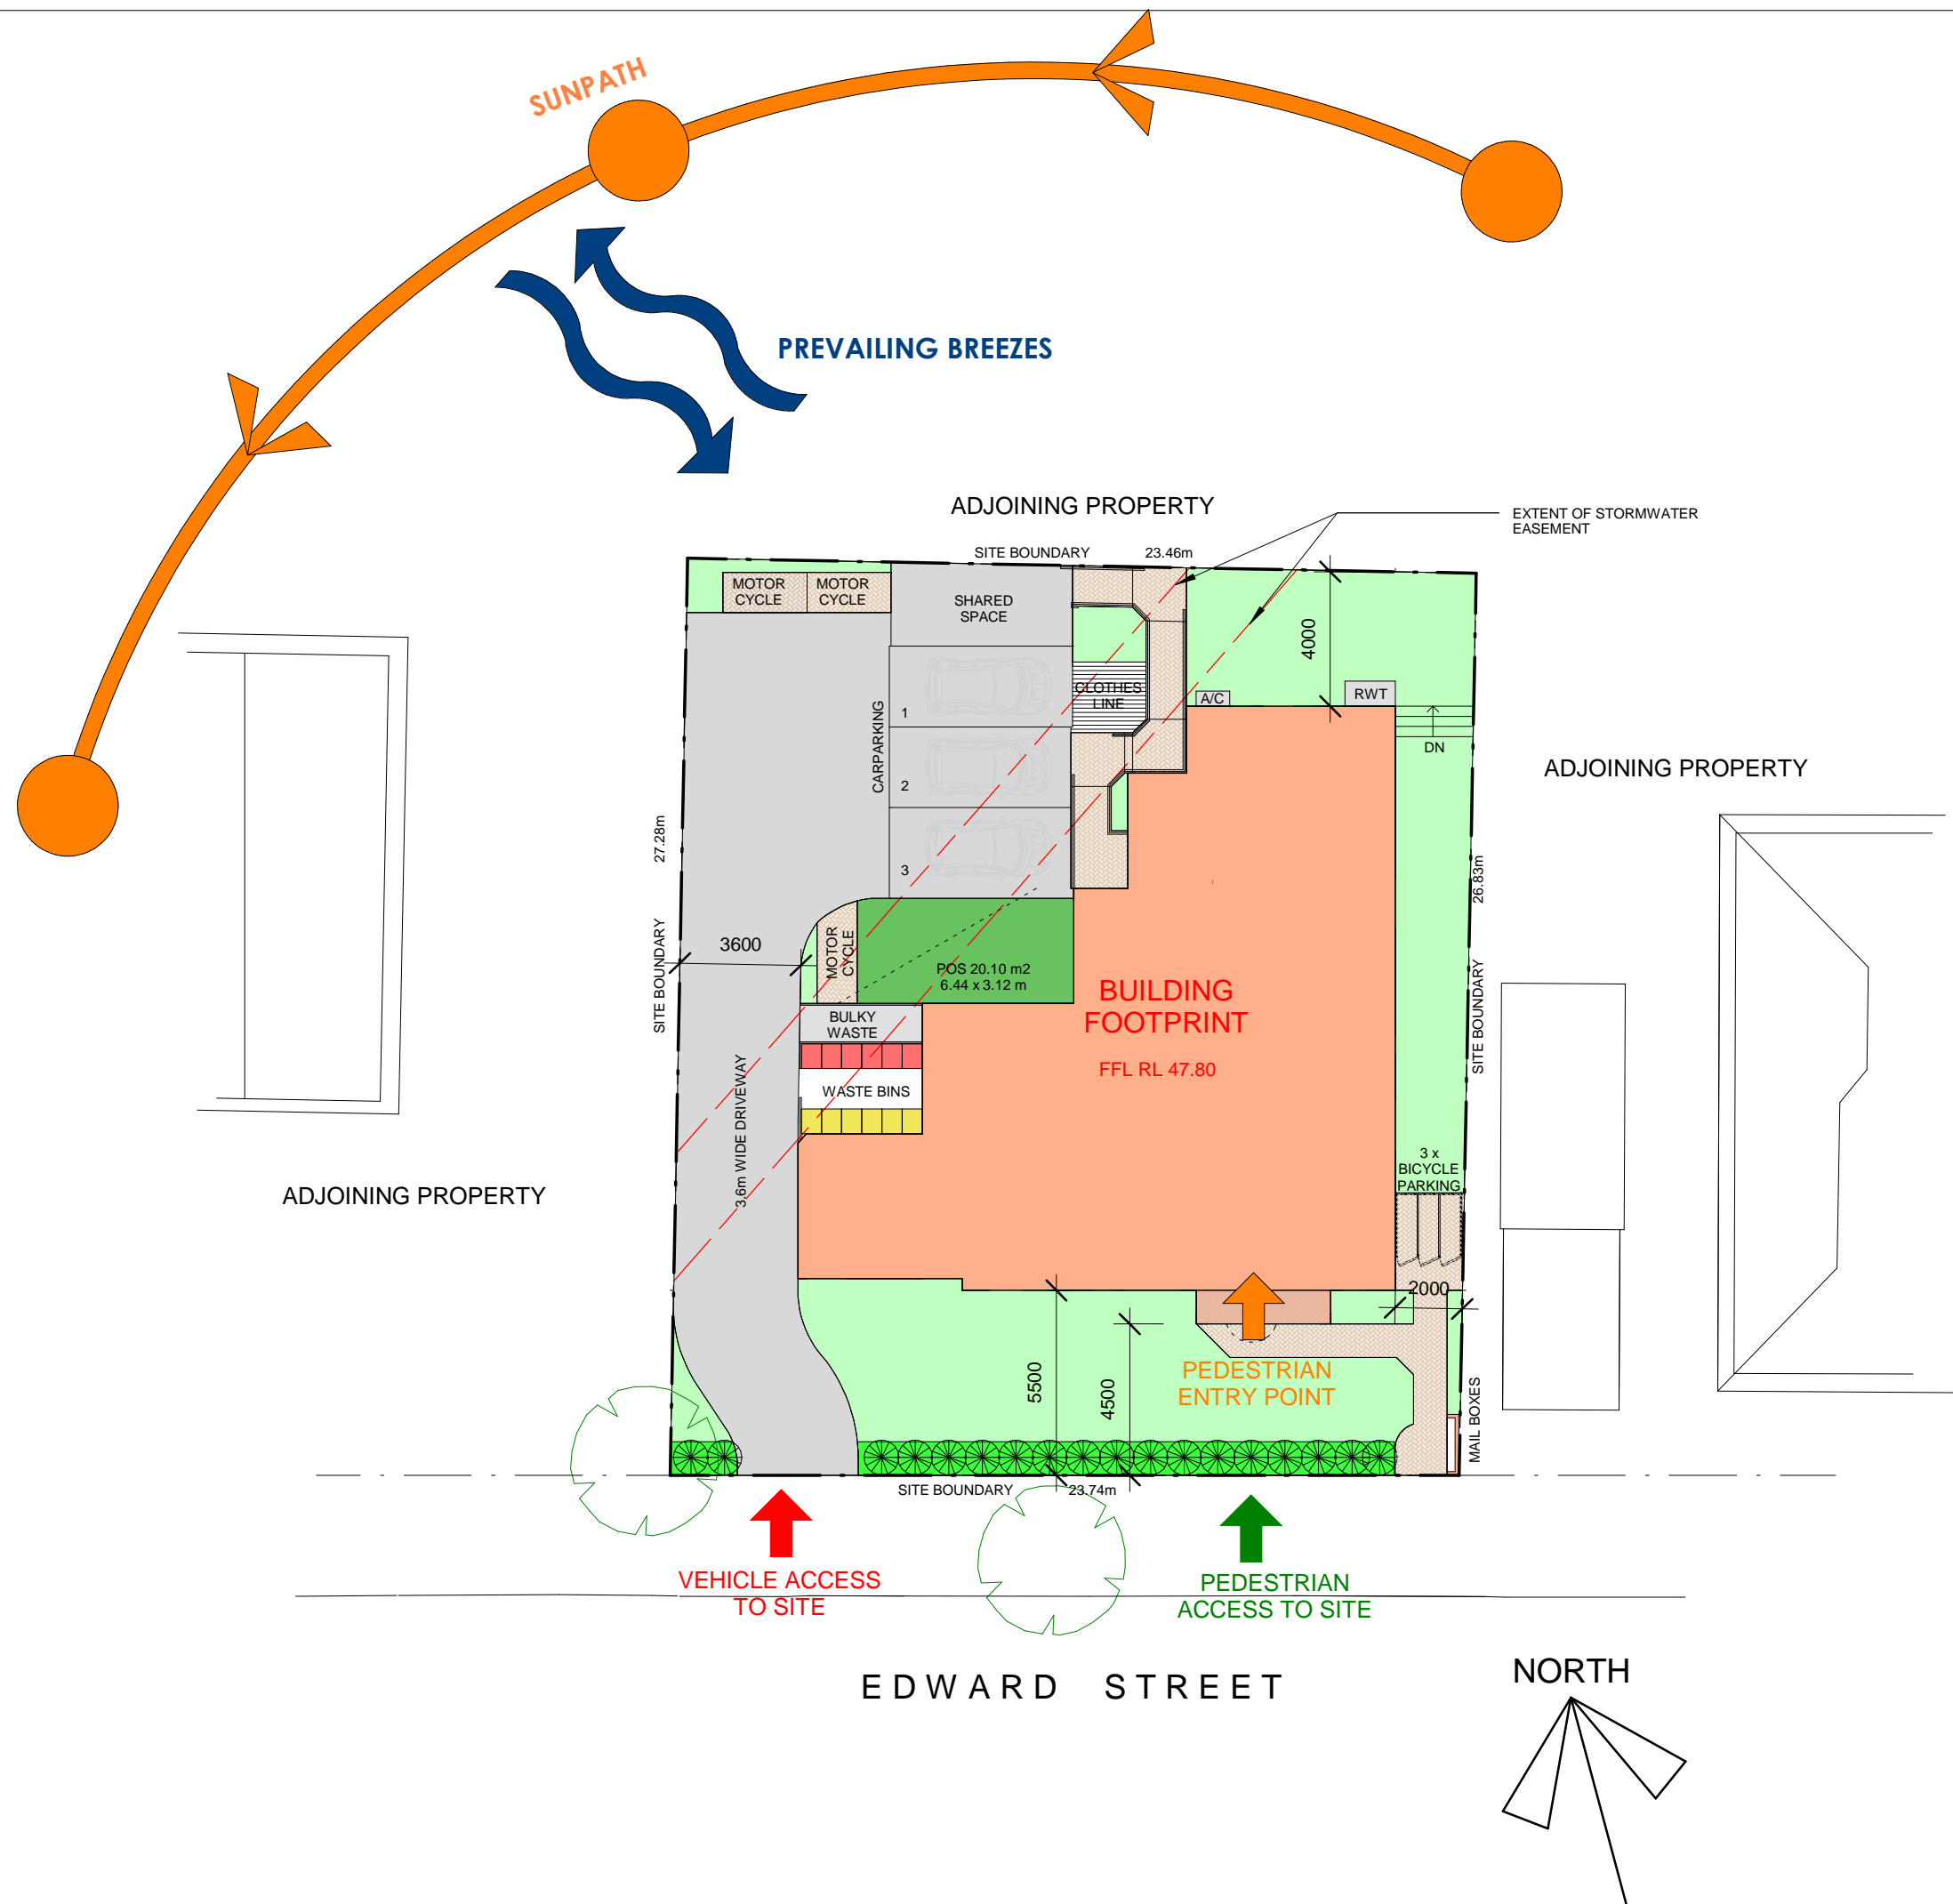 SUNPATH
PREVAILING BREEZES
ADJOINING PROPERTY
EXTENT OF STORMWATER
EASEMENT
SITE BOUNDARY
23.46m
MOTOR
CYCLE
MOTOR
CYCLE
SHARED
SPACE
4000
CLOTHES
LINE
A/C
RWT
CARPARKING
1
2
3
DN
ADJOINING PROPERTY
27.28m
SITE BOUNDARY
26.83m
SITE BOUNDARY
3600
MOTOR
CYCLE
POS 20.10 m2
6.44 x 3.12 m
BUILDING
FOOTPRINT
FFL RL 47.80
BULKY
WASTE
WASTE BINS
3.6m WIDE DRIVEWAY
3 x
BICYCLE
PARKING
ADJOINING PROPERTY
2000
5500
4500
PEDESTRIAN
ENTRY POINT
MAIL BOXES
SITE BOUNDARY
23.74m
VEHICLE ACCESS
TO SITE
PEDESTRIAN
ACCESS TO SITE
EDWARD STREET
NORTH